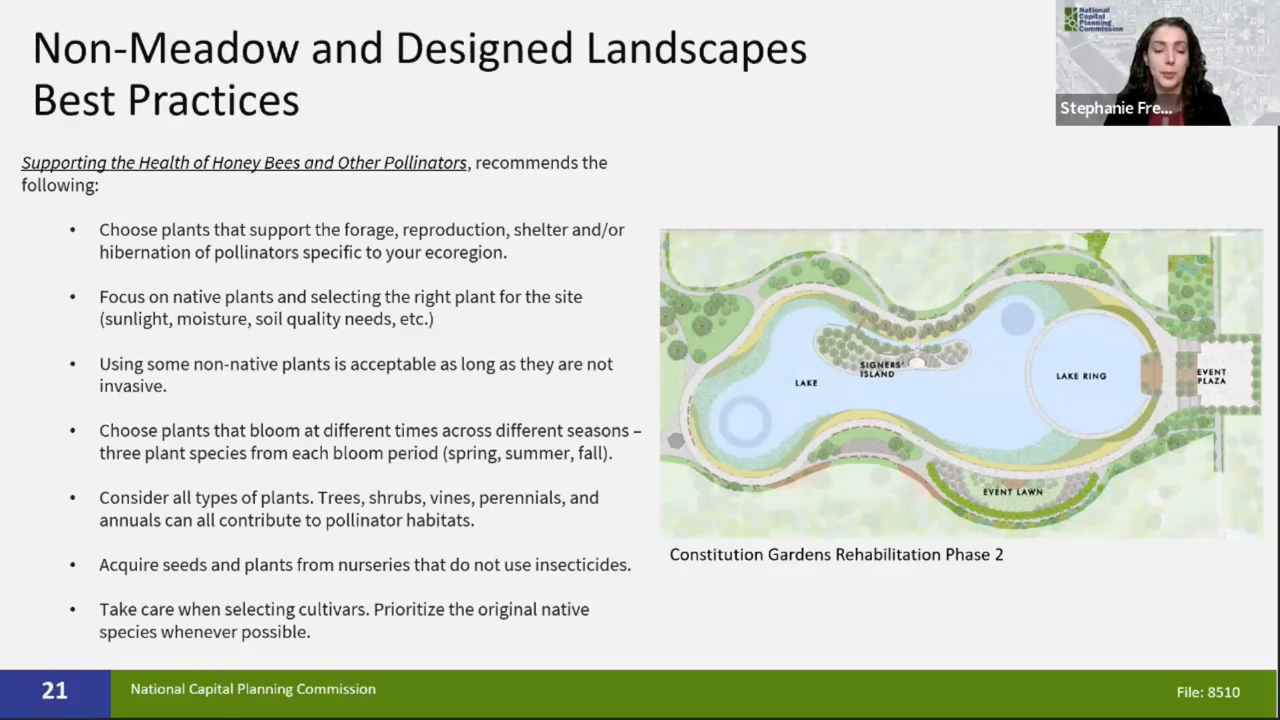 Non-Meadow and Designed Landscapes
Best Practices
National
Capital
Planning
Commission
Stephanie Fre...
Supporting the Health of Honey Bees and Other Pollinators, recommends the
following:
• Choose plants that support the forage, reproduction, shelter and/or
hibernation of pollinators specific to your ecoregion.
• Focus on native plants and selecting the right plant for the site
(sunlight, moisture, soil quality needs, etc.)
• Using some non-native plants is acceptable as long as they are not
invasive.
• Choose plants that bloom at different times across different seasons –
three plant species from each bloom period (spring, summer, fall).
• Consider all types of plants. Trees, shrubs, vines, perennials, and
annuals can all contribute to pollinator habitats.
• Acquire seeds and plants from nurseries that do not use insecticides.
• Take care when selecting cultivars. Prioritize the original native
species whenever possible.
LAKE
SIGNERS'
ISLAND
LAKE RING
EVENT
PLAZA
EVENT LAWN
Constitution Gardens Rehabilitation Phase 2
21
National Capital Planning Commission
File: 8510